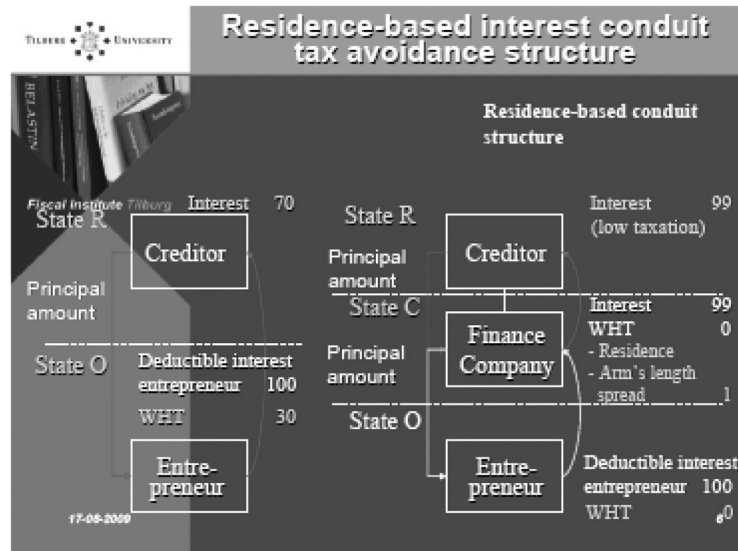 TILBURG UNIVERSITY
Residence-based interest conduit
tax avoidance structure
BELASTIN
Residence-based conduit
structure
Fiscal Institute Tilburg
State R
Interest 70
Creditor
Principal
amount
State O
Deductible interest
entrepreneur 100
WHT 30
Entre-
preneur
17-06-2009
State R
Interest 99
(low taxation)
Creditor
Principal
amount
State C
Interest 99
WHT 0
- Residence
- Arm's length
spread 1
Finance
Company
Principal
amount
State O
Entre-
preneur
Deductible interest
entrepreneur 100
WHT 0